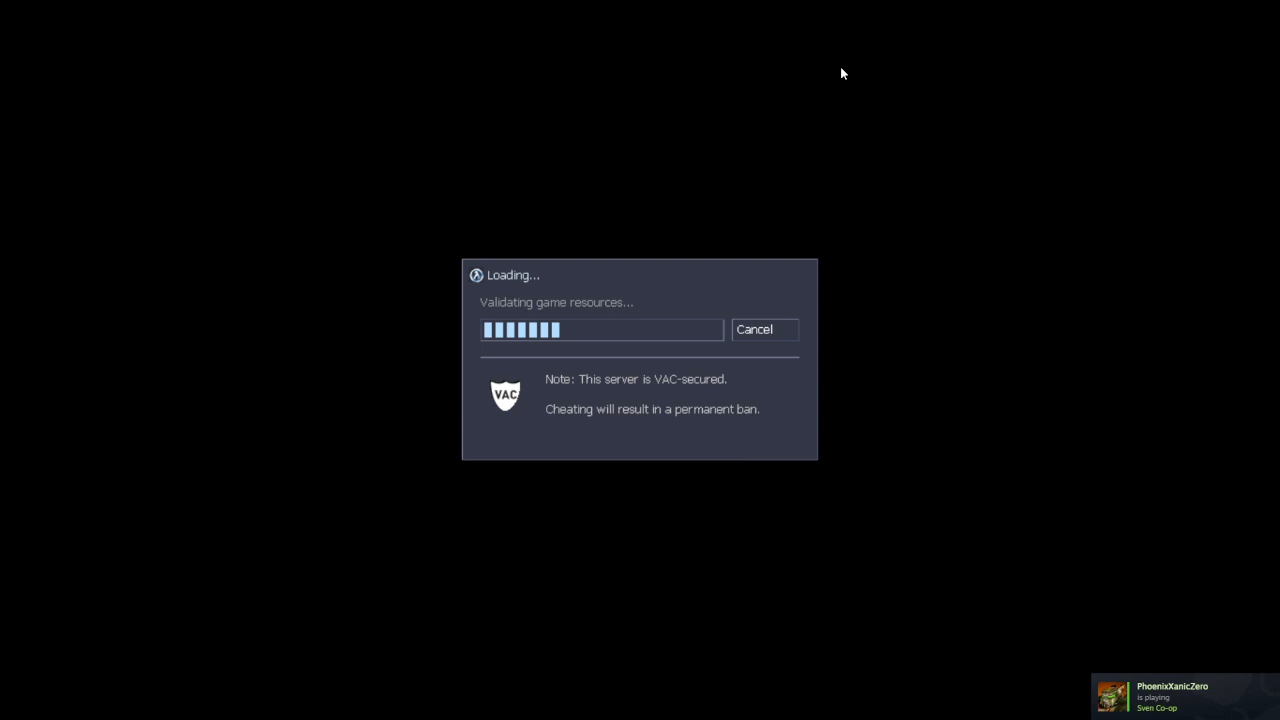 Loading...
Validating game resources...
Cancel
VAC
Note: This server is VAC-secured.
Cheating will result in a permanent ban.
PhoenixXanicZero
is playing
Sven Co-op